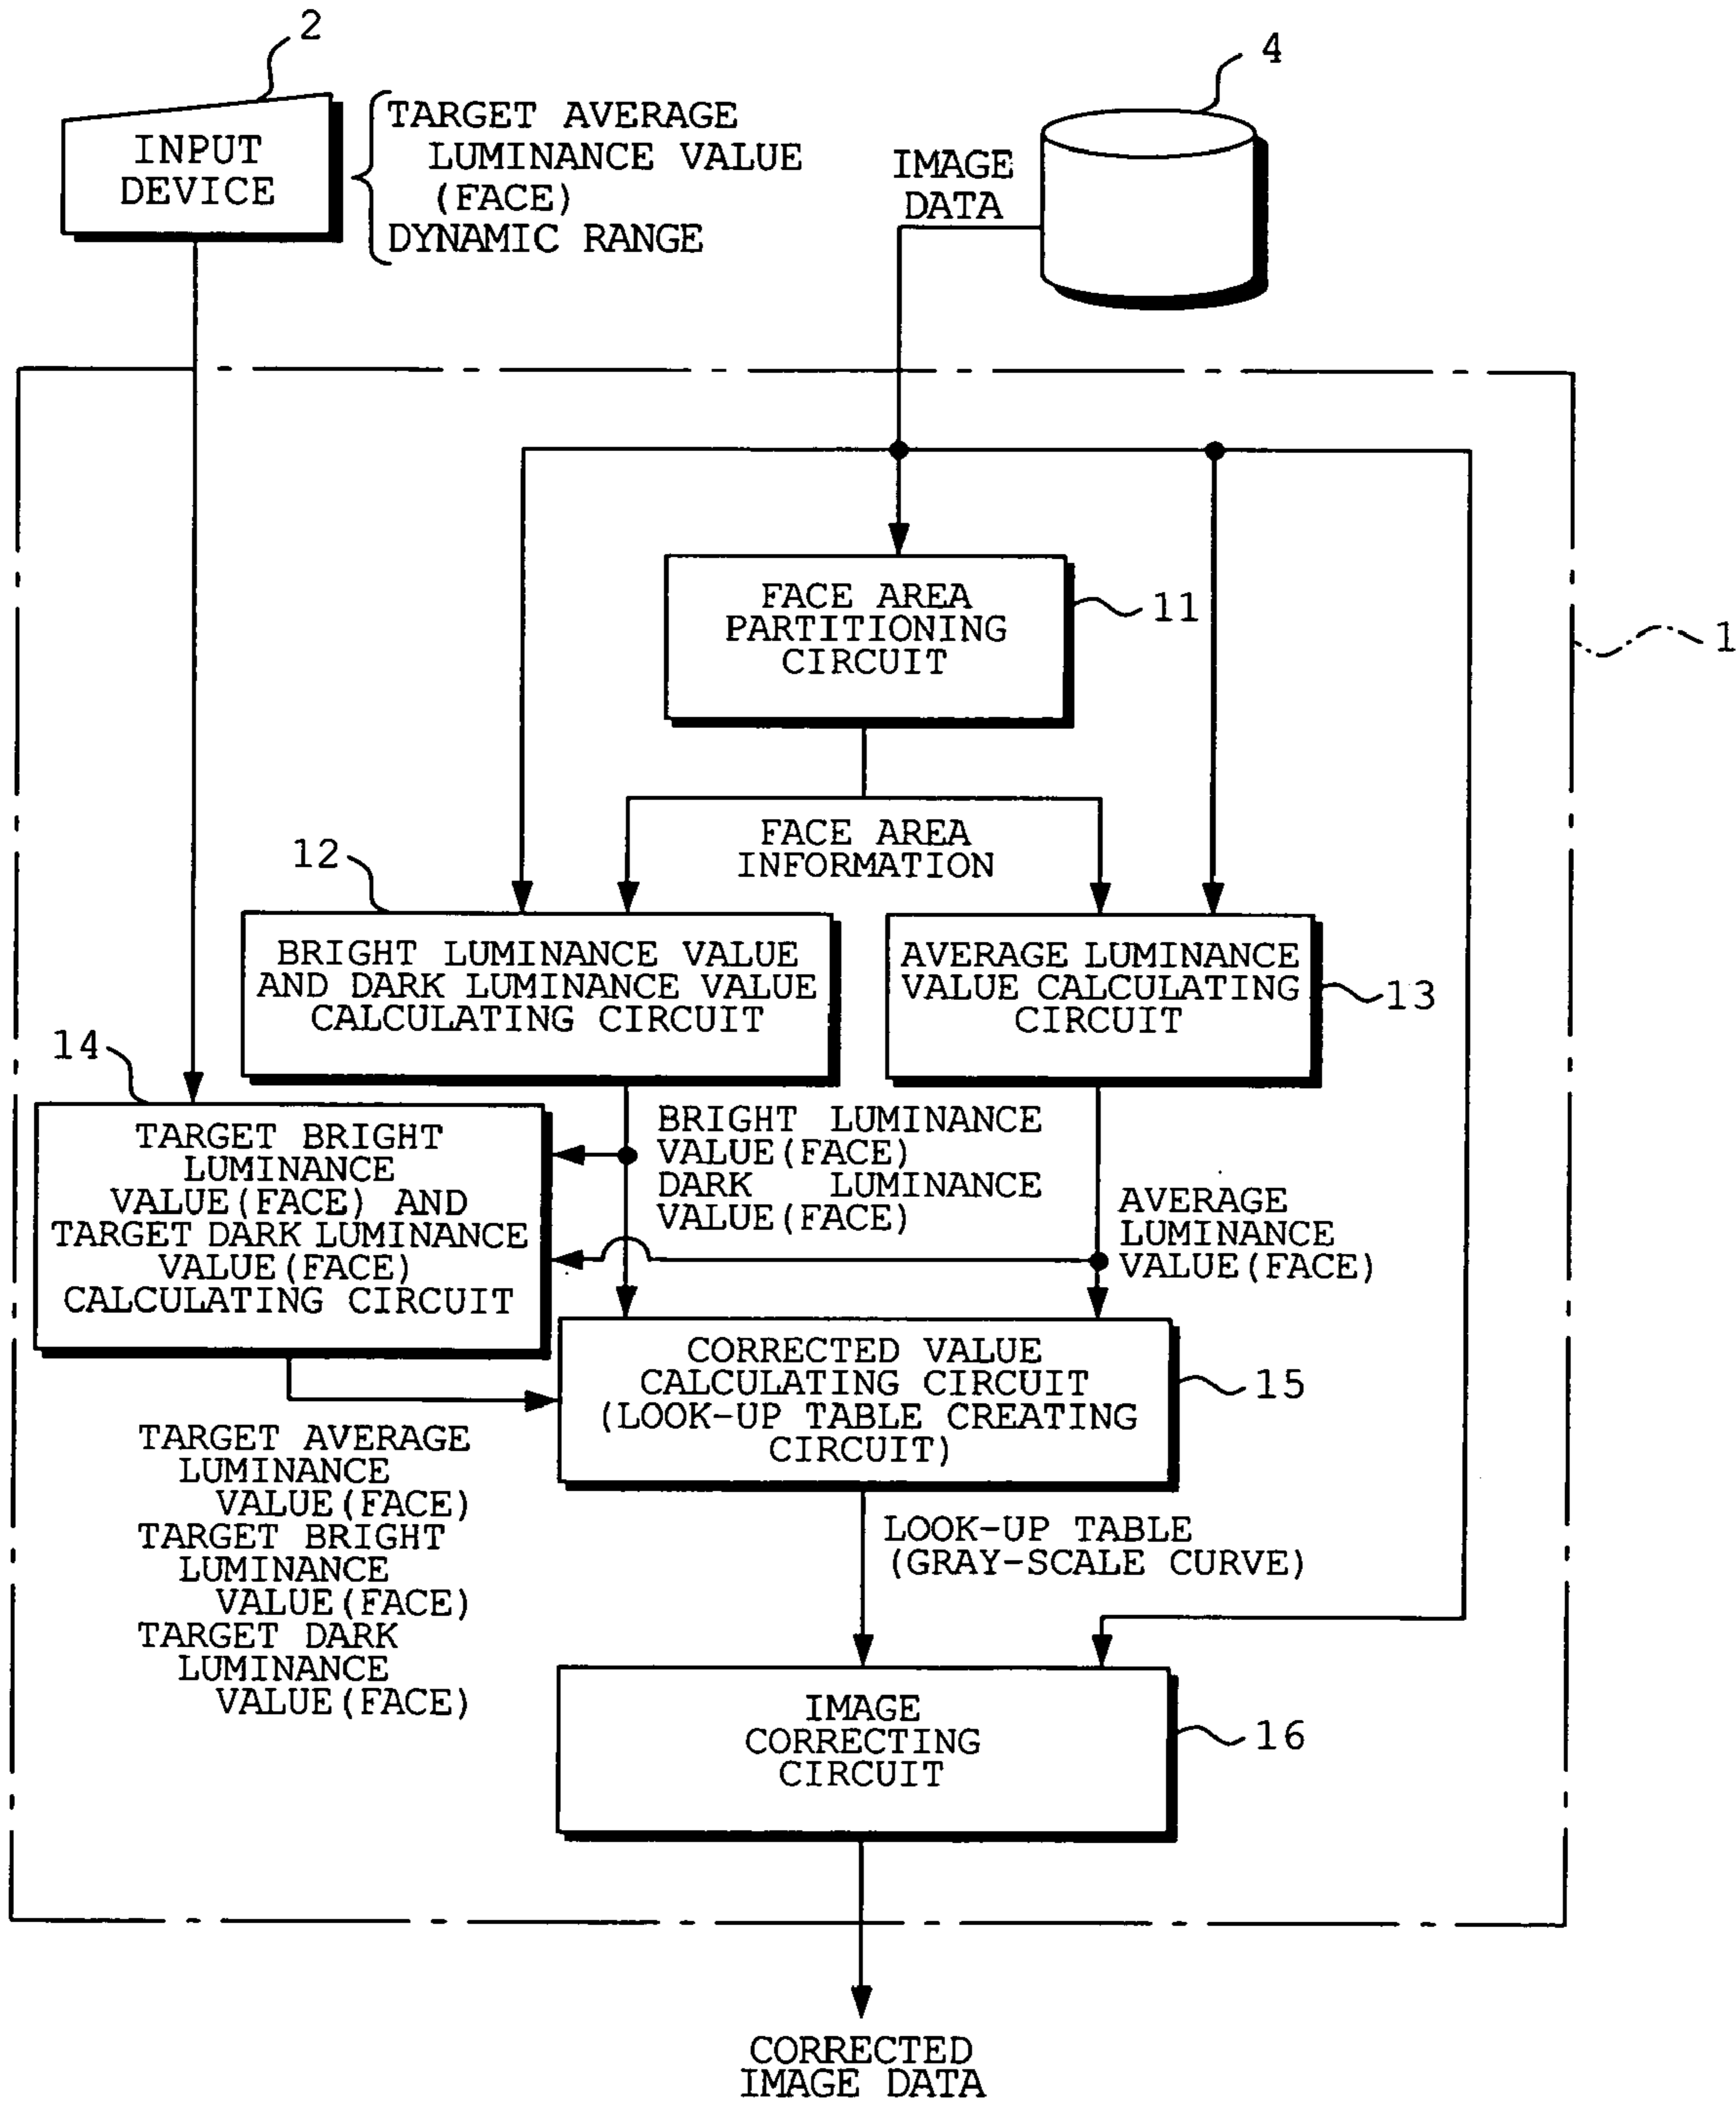 2
4
INPUT
DEVICE
TARGET AVERAGE
LUMINANCE VALUE
(FACE)
DYNAMIC RANGE
IMAGE
DATA
FACE AREA
PARTITIONING
CIRCUIT
11
1
FACE AREA
INFORMATION
12
BRIGHT LUMINANCE VALUE
AND DARK LUMINANCE VALUE
CALCULATING CIRCUIT
AVERAGE LUMINANCE
VALUE CALCULATING
CIRCUIT
13
14
TARGET BRIGHT
LUMINANCE
VALUE(FACE) AND
TARGET DARK LUMINANCE
VALUE(FACE)
CALCULATING CIRCUIT
BRIGHT LUMINANCE
VALUE(FACE)
DARK LUMINANCE
VALUE(FACE)
AVERAGE
LUMINANCE
VALUE(FACE)
CORRECTED VALUE
CALCULATING CIRCUIT
(LOOK-UP TABLE CREATING
CIRCUIT)
15
TARGET AVERAGE
LUMINANCE
VALUE(FACE)
TARGET BRIGHT
LUMINANCE
VALUE(FACE)
TARGET DARK
LUMINANCE
VALUE(FACE)
LOOK-UP TABLE
(GRAY-SCALE CURVE)
IMAGE
CORRECTING
CIRCUIT
16
CORRECTED
IMAGE DATA